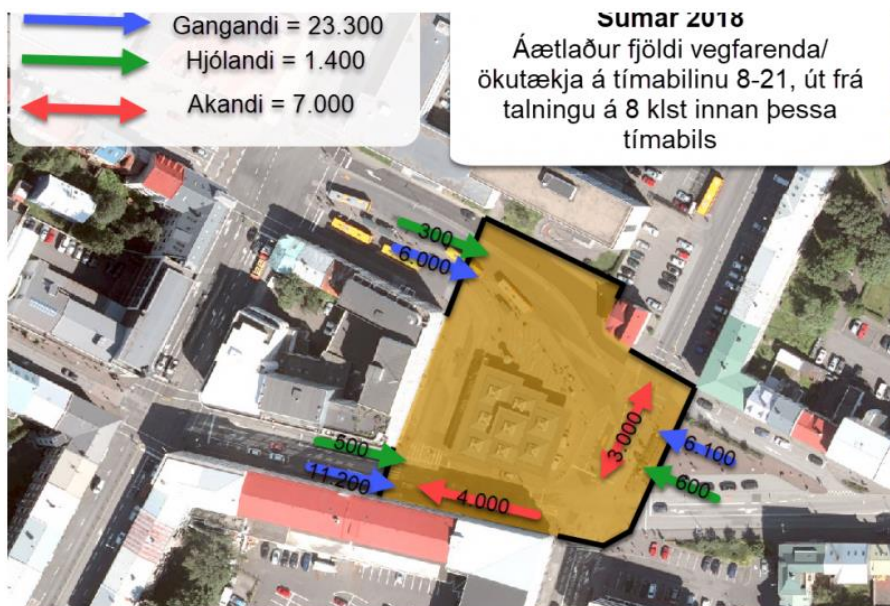 Gangandi = 23.300
Hjólandi = 1.400
Akandi = 7.000
Sumar 2018
Áætlaður fjöldi vegfarenda/
ökutækja á tímabilinu 8-21, út frá
talningu á 8 klst innan þessa
tímabils
300
6.000
3.000
6.100
500
11.200
4.000
600